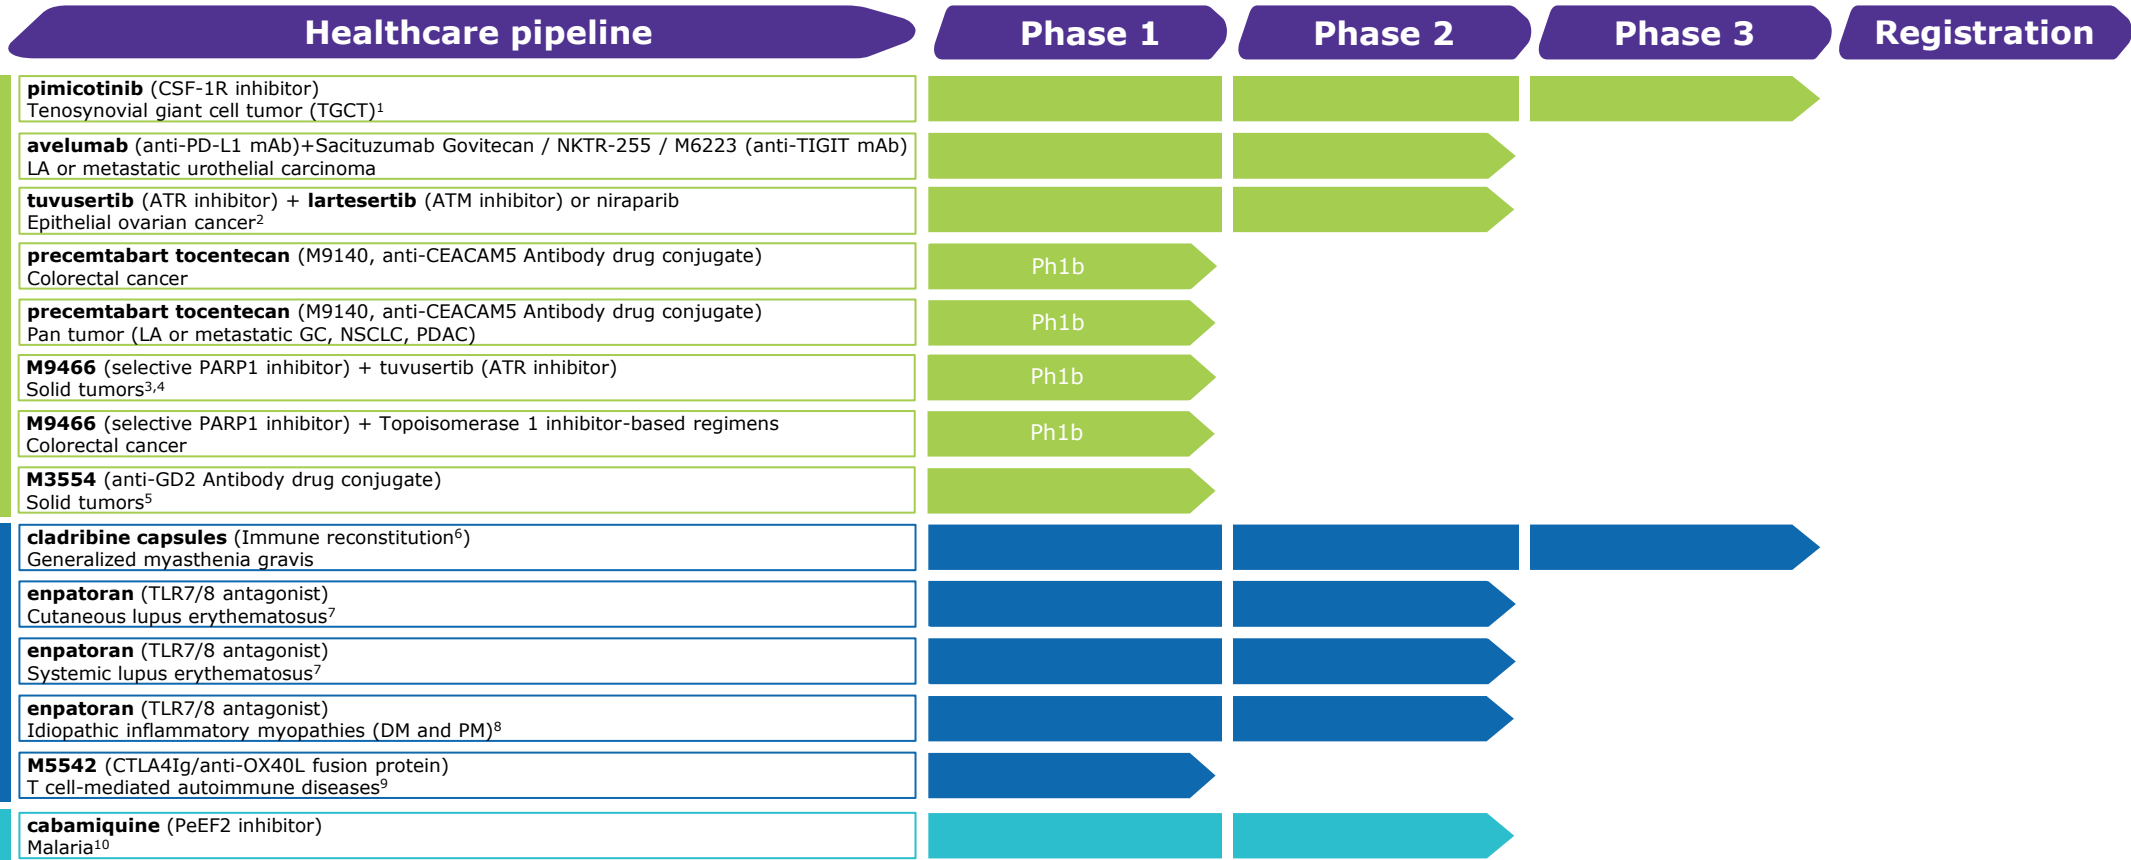 Healthcare pipeline Phase 1 Phase 2 Phase 3 Registration
pimicotinib (CSF-1R inhibitor)
Tenosynovial giant cell tumor (TGCT)1
avelumab (anti-PD-L1 mAb)+Sacituzumab Govitecan / NKTR-255 / M6223 (anti-TIGIT mAb)
LA or metastatic urothelial carcinoma
tuvusertib (ATR inhibitor) + lartesertib (ATM inhibitor) or niraparib
Epithelial ovarian cancer2
precemtabart tocentecan (M9140, anti-CEACAM5 Antibody drug conjugate)
Colorectal cancer
Ph1b
precemtabart tocentecan (M9140, anti-CEACAM5 Antibody drug conjugate)
Pan tumor (LA or metastatic GC, NSCLC, PDAC)
Ph1b
M9466 (selective PARP1 inhibitor) + tuvusertib (ATR inhibitor)
Solid tumors3,4
Ph1b
M9466 (selective PARP1 inhibitor) + Topoisomerase 1 inhibitor-based regimens
Colorectal cancer
Ph1b
M3554 (anti-GD2 Antibody drug conjugate)
Solid tumors5
cladribine capsules (Immune reconstitution6)
Generalized myasthenia gravis
enpatoran (TLR7/8 antagonist)
Cutaneous lupus erythematosus7
enpatoran (TLR7/8 antagonist)
Systemic lupus erythematosus7
enpatoran (TLR7/8 antagonist)
Idiopathic inflammatory myopathies (DM and PM)8
M5542 (CTLA4Ig/anti-OX40L fusion protein)
T cell-mediated autoimmune diseases9
cabamiquine (PeEF2 inhibitor)
Malaria10